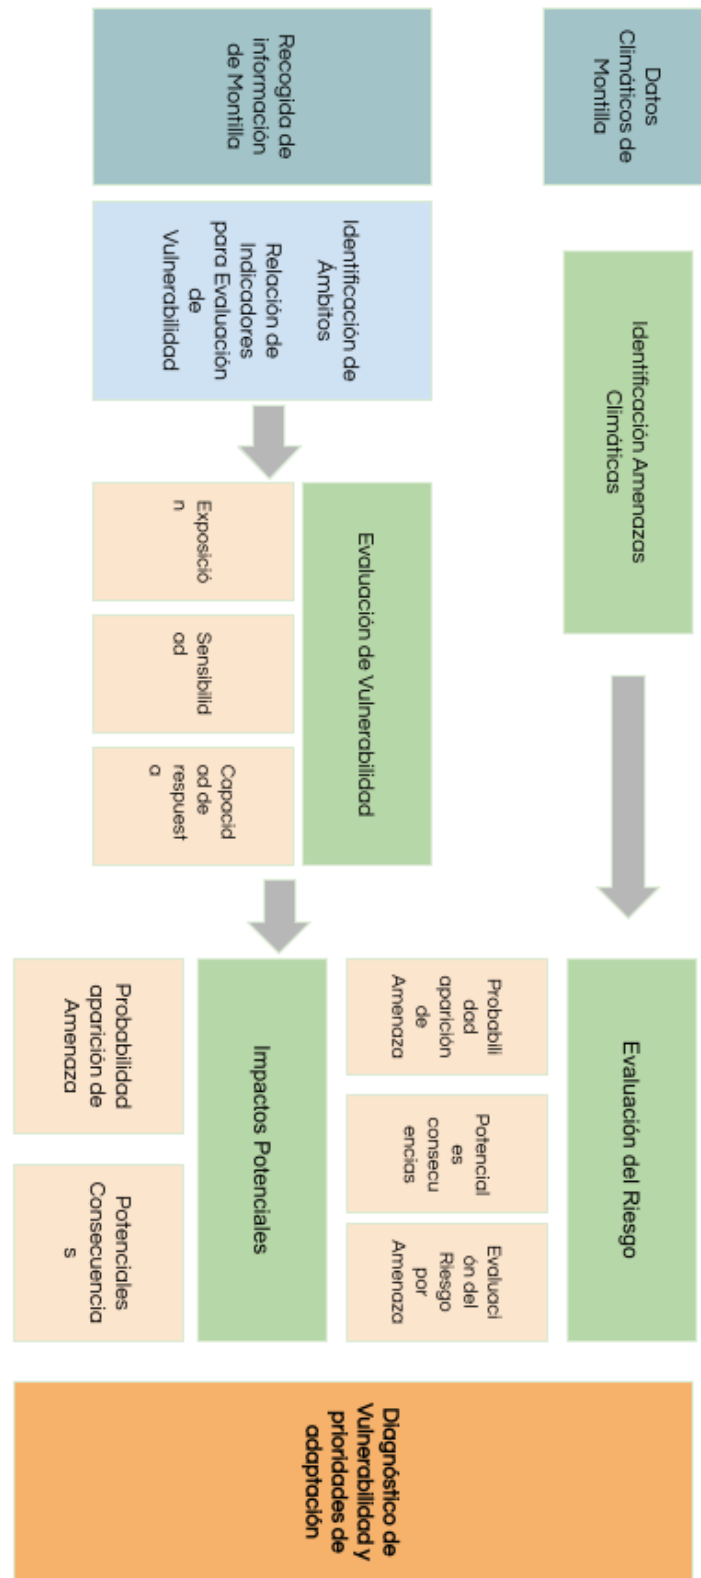 Datos
Climáticos de
Montilla
Identificación Amenazas
Climáticas
Evaluación del Riesgo
Probabili
dad
aparición
de
Amenaza
Potencial
es
consecu
encias
Evaluaci
ón del
Riesgo
por
Amenaza
Recogida de
información
de Montilla
Identificación de
Ámbitos
Relación de
Indicadores
para Evaluación
de
Vulnerabilidad
Evaluación de Vulnerabilidad
Exposició
n
Sensibilid
ad
Capacid
ad de
respuest
a
Impactos Potenciales
Probabilidad
aparición de
Amenaza
Potenciales
Consecuencia
s
Diagnóstico de
Vulnerabilidad y
prioridades de
adaptación